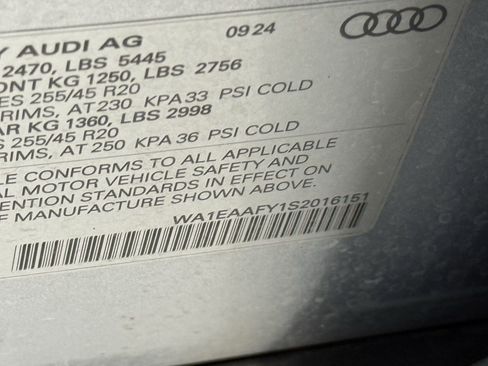 Y AUDI AG 09 24
2470, LBS 5445
ONT KG 1250, LBS 2756
ES 255/45 R20
RIMS, AT 230 KPA 33 PSI COLD
AR KG 1360, LBS 2998
S 255/45 R20
RIMS, AT 250 KPA 36 PSI COLD
LE CONFORMS TO ALL APPLICABLE
AL MOTOR VEHICLE SAFETY AND
ENTION STANDARDS IN EFFECT
OF MANUFACTURE SHOWN ABOVE.
WA1EAAFY1S2016151